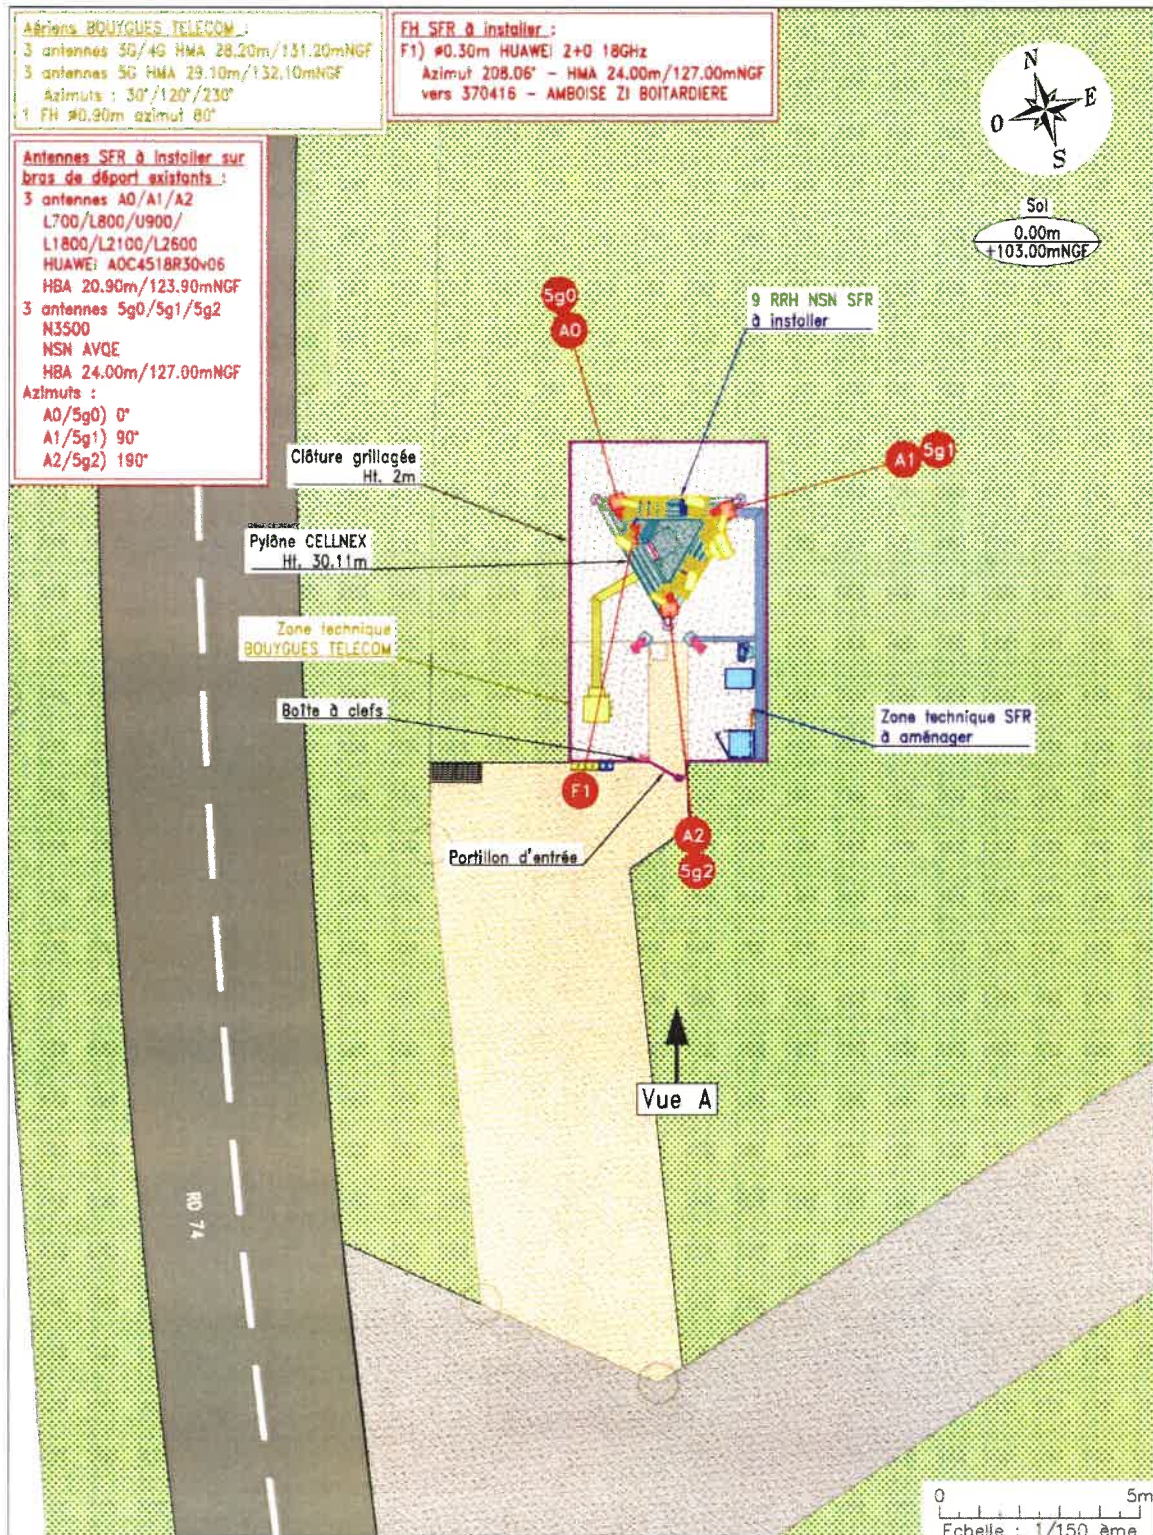 Aériens BOUYGUES TELECOM :
3 antennes 3G/4G HMA 28.20m/131.20mNGF
3 antennes 5G HMA 29.10m/132.10mNGF
Azimuts : 30°/120°/230°
1 FH ø0.90m azimut 80°
FH SFR à installer :
F1) ø0.30m HUAWEI 2+0 18GHz
Azimut 208.06° - HMA 24.00m/127.00mNGF
vers 370416 - AMBOISE ZI BOITARDIERE
Antennes SFR à installer sur
bras de départ existants :
3 antennes A0/A1/A2
L700/L800/U900/
L1800/L2100/L2600
HUAWEI AOC4518R30v06
HBA 20.90m/123.90mNGF
3 antennes 5g0/5g1/5g2
N3500
NSN AVQE
HBA 24.00m/127.00mNGF
Azimuts :
A0/5g0) 0°
A1/5g1) 90°
A2/5g2) 190°
N
E
O
S
Sol
0.00m
+103.00mNGF
5g0
A0
9 RRH NSN SFR
à installer
A1
5g1
Clôture grillagée
Ht. 2m
Pylône CELLNEX
Ht. 30.11m
Zone technique
BOUYGUES TELECOM
Boîte à clefs
Zone technique SFR
à aménager
F1
A2
5g2
Portillon d'entrée
Vue A
RD 74
0 5m
Echelle : 1/150 ème